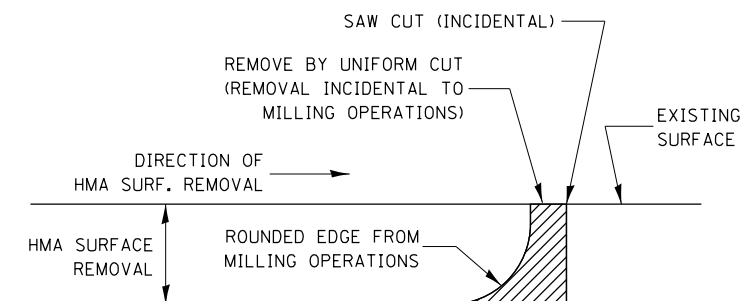 SAW CUT (INCIDENTAL)
REMOVE BY UNIFORM CUT
(REMOVAL INCIDENTAL TO
MILLING OPERATIONS)
EXISTING
SURFACE
DIRECTION OF
HMA SURF. REMOVAL
HMA SURFACE
REMOVAL
ROUNDED EDGE FROM
MILLING OPERATIONS